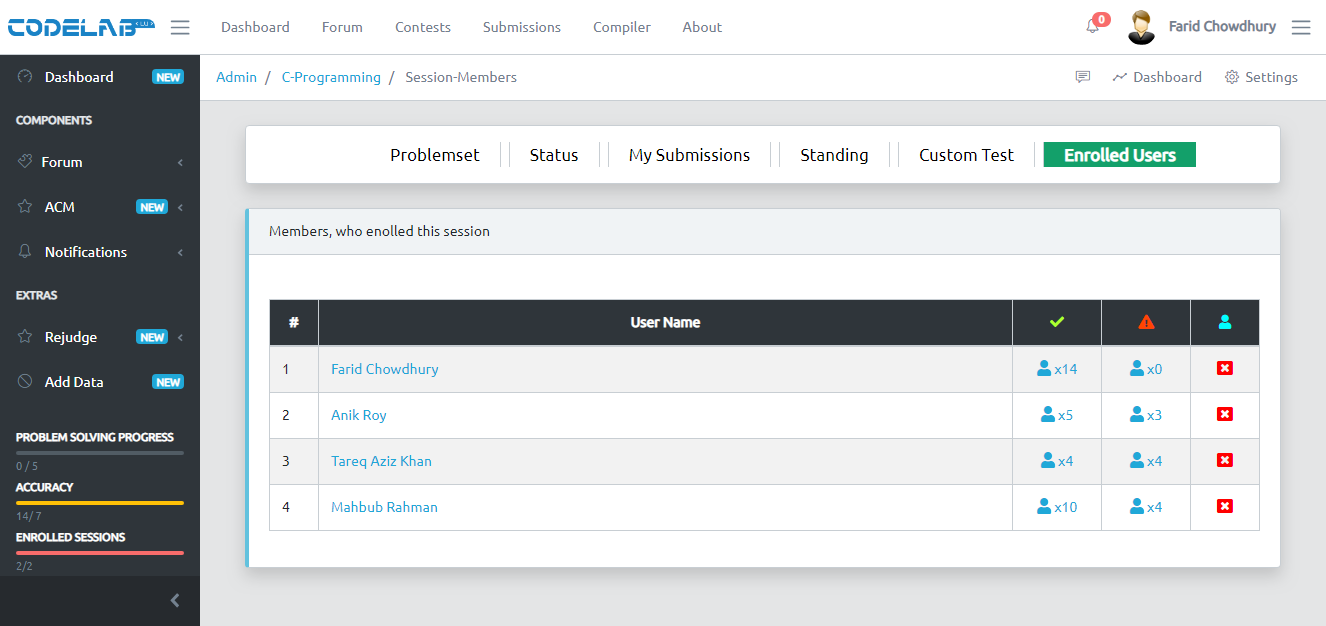 CODELAB <LU> Dashboard Forum Contests Submissions Compiler About 0 Farid Chowdhury
Dashboard NEW
COMPONENTS
Forum
ACM NEW
Notifications
EXTRAS
Rejudge NEW
Add Data NEW
PROBLEM SOLVING PROGRESS
0 / 5
ACCURACY
14/ 7
ENROLLED SESSIONS
2/2
Admin / C-Programming / Session-Members Dashboard Settings
Problemset Status My Submissions Standing Custom Test Enrolled Users
Members, who enolled this session
# User Name
1 Farid Chowdhury x14 x0
2 Anik Roy x5 x3
3 Tareq Aziz Khan x4 x4
4 Mahbub Rahman x10 x4